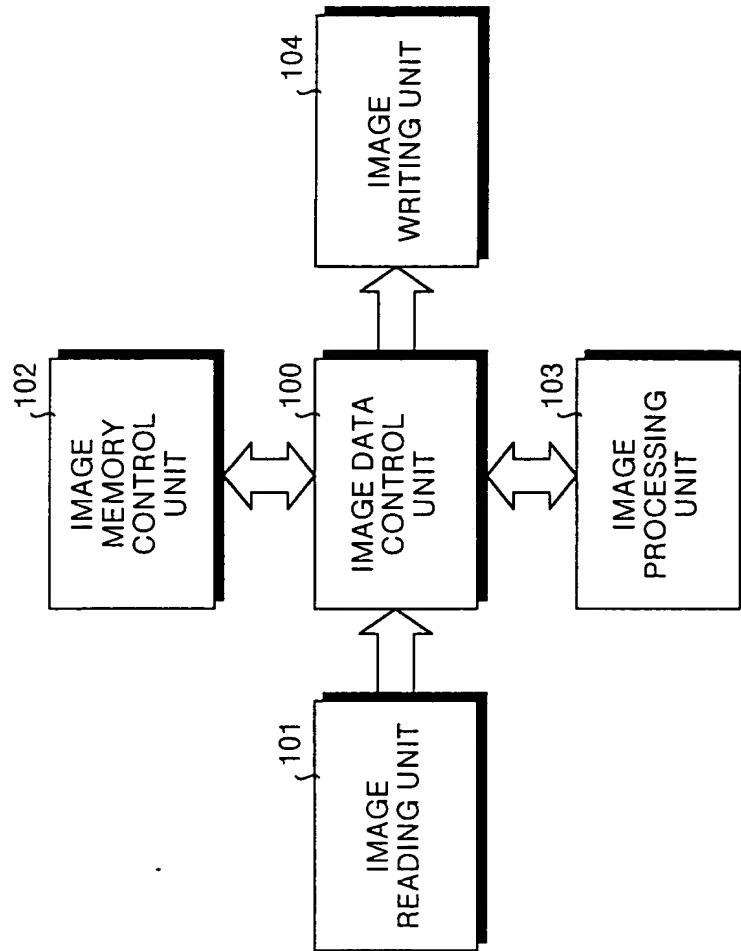 102
IMAGE
MEMORY
CONTROL
UNIT
101
IMAGE
READING UNIT
100
IMAGE DATA
CONTROL
UNIT
104
IMAGE
WRITING UNIT
103
IMAGE
PROCESSING
UNIT